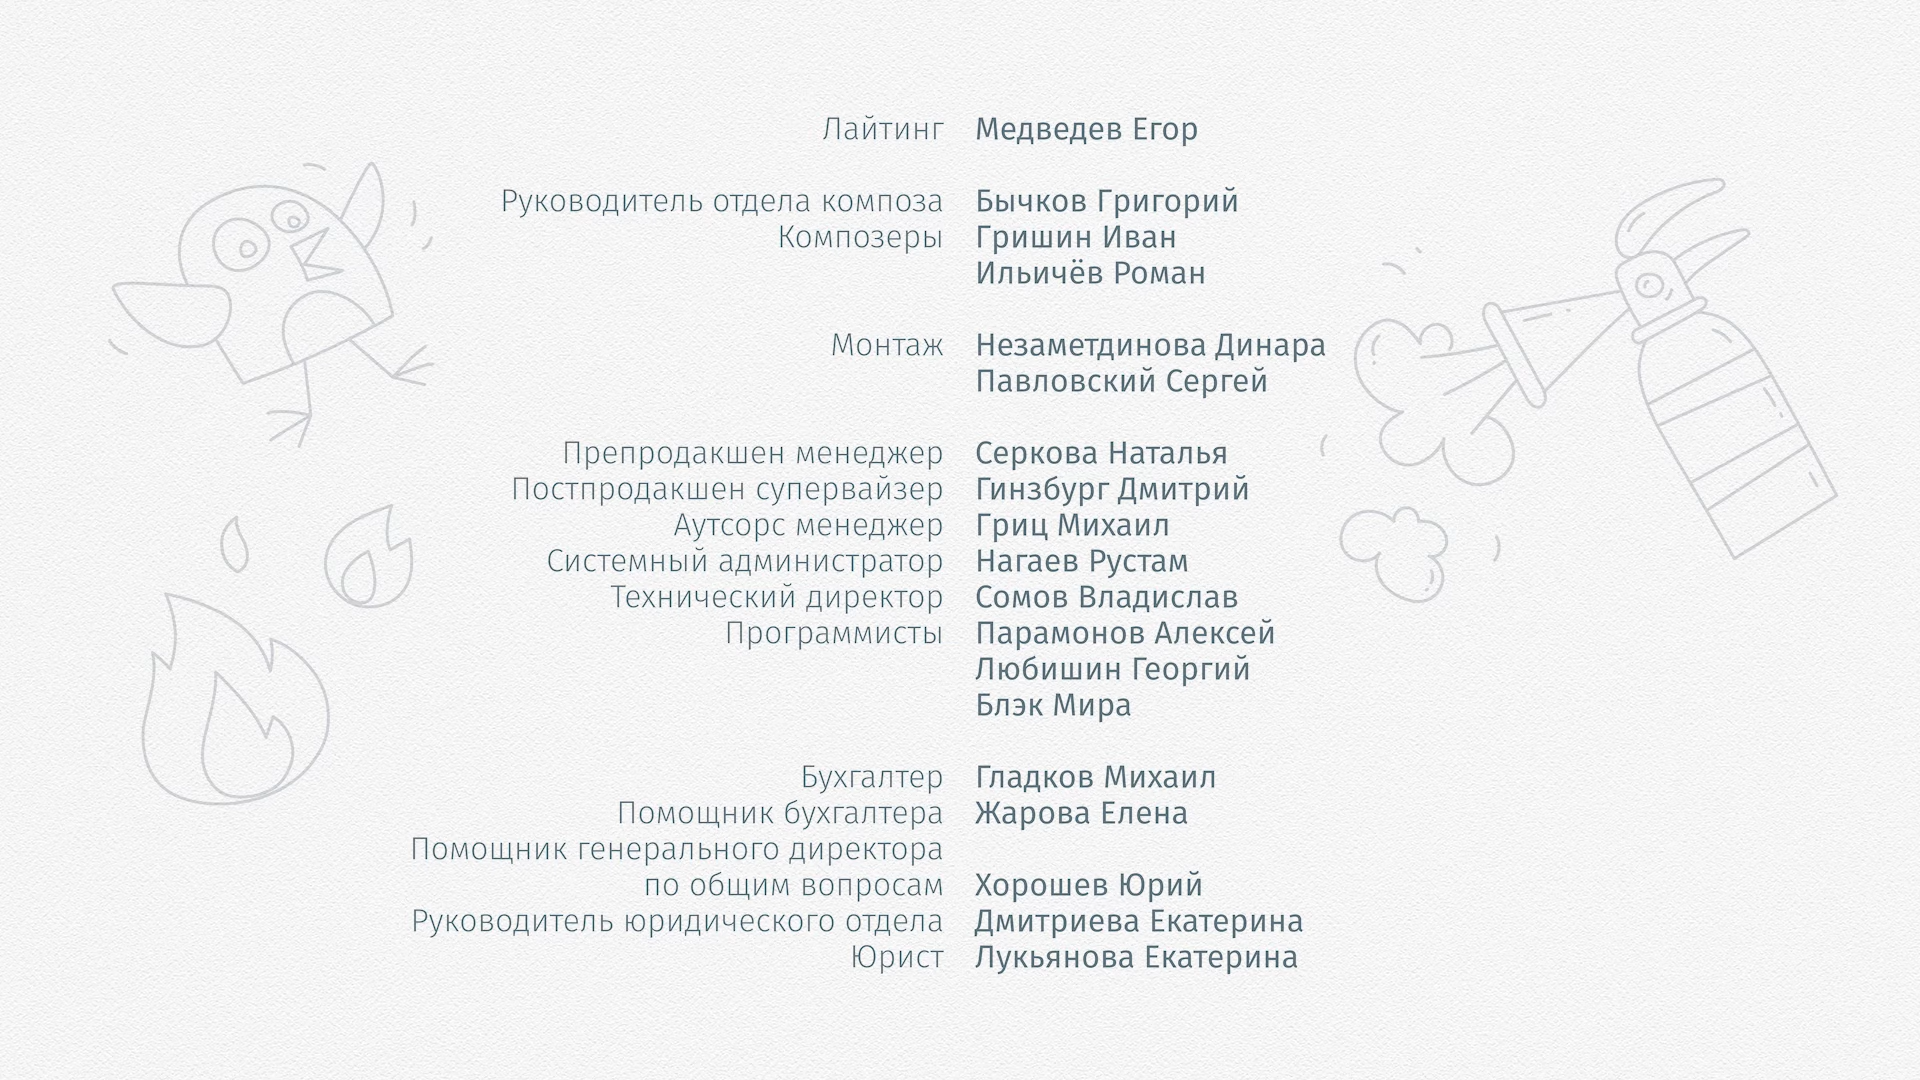 Лайтинг Медведев Егор
Руководитель отдела композа Бычков Григорий
Композеры Гришин Иван
Ильичёв Роман
Монтаж Незаметдинова Динара
Павловский Сергей
Препродакшен менеджер Серкова Наталья
Постпродакшен супервайзер Гинзбург Дмитрий
Аутсорс менеджер Гриц Михаил
Системный администратор Нагаев Рустам
Технический директор Сомов Владислав
Программисты Парамонов Алексей
Любишин Георгий
Блэк Мира
Бухгалтер Гладков Михаил
Помощник бухгалтера Жарова Елена
Помощник генерального директора
по общим вопросам Хорошев Юрий
Руководитель юридического отдела Дмитриева Екатерина
Юрист Лукьянова Екатерина